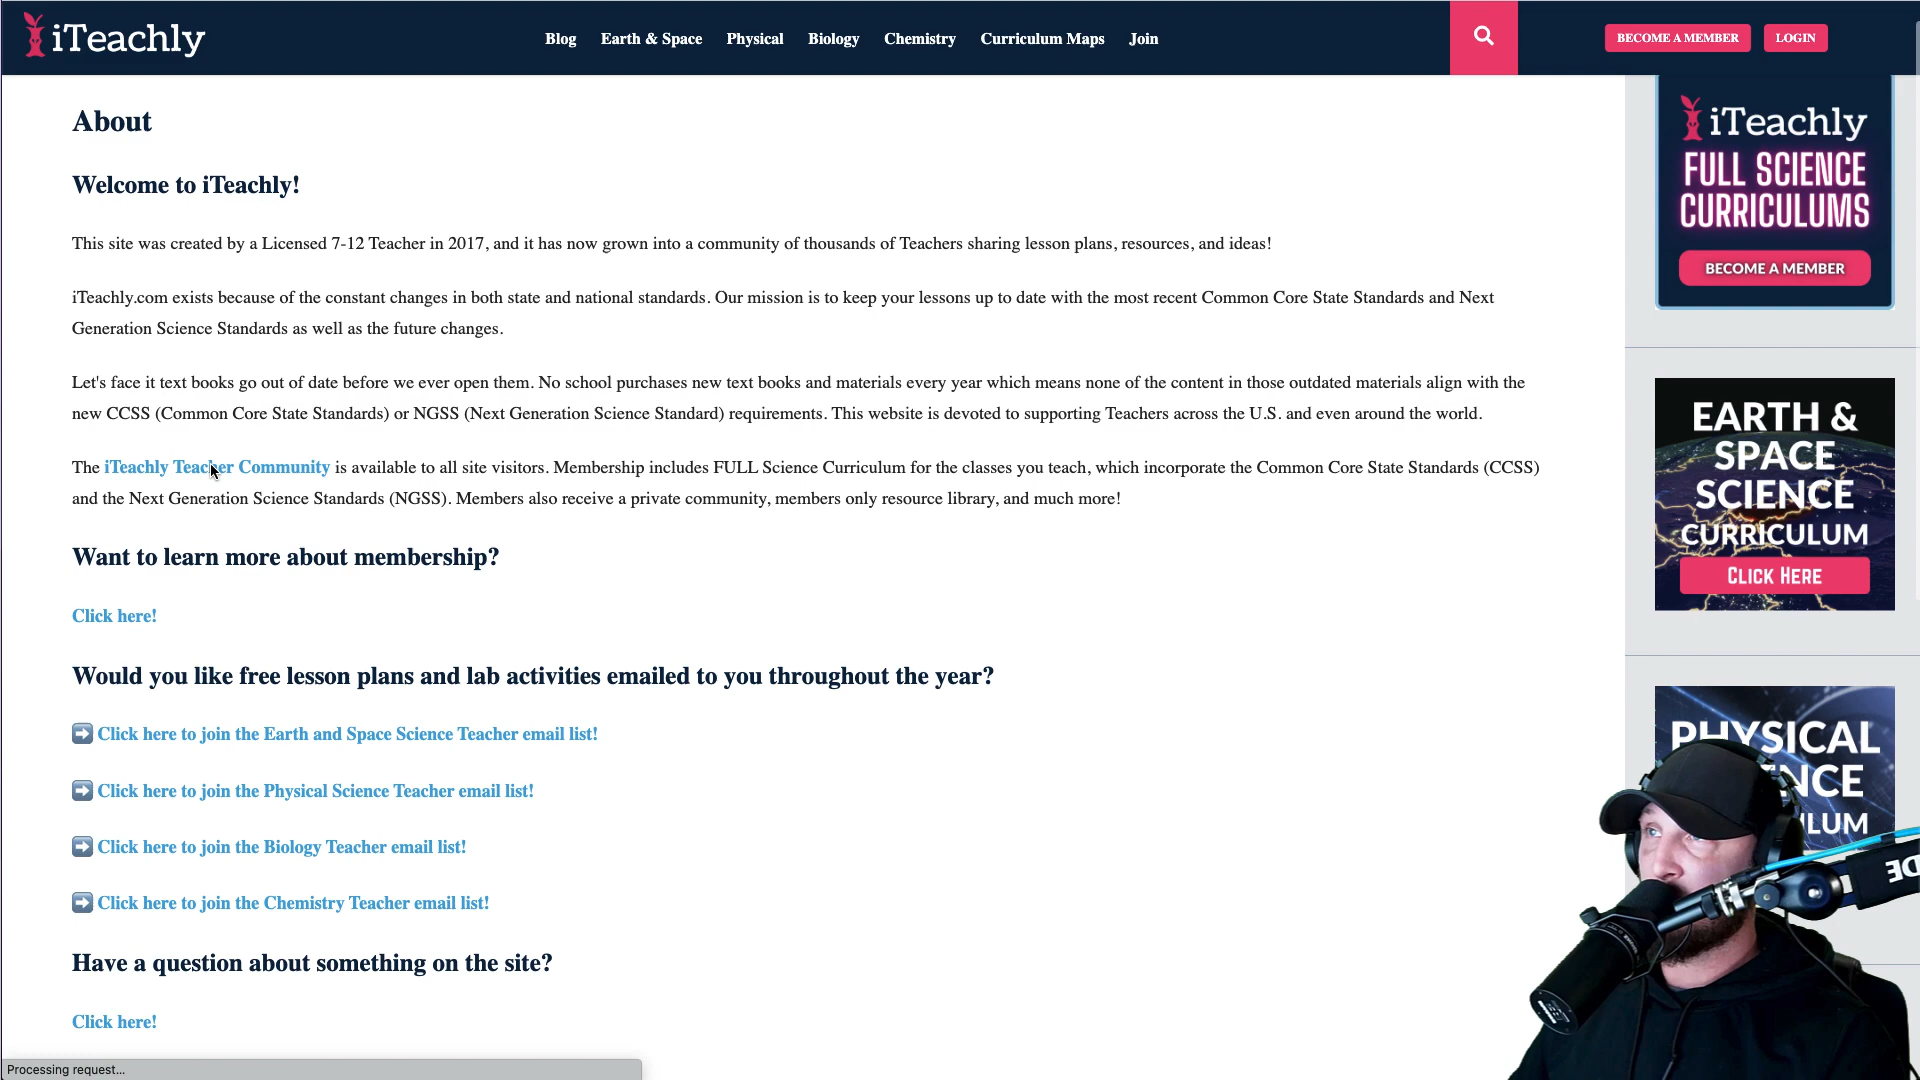 iTeachly
Blog Earth & Space Physical Biology Chemistry Curriculum Maps Join
BECOME A MEMBER LOGIN
About
Welcome to iTeachly!
This site was created by a Licensed 7-12 Teacher in 2017, and it has now grown into a community of thousands of Teachers sharing lesson plans, resources, and ideas!
iTeachly.com exists because of the constant changes in both state and national standards. Our mission is to keep your lessons up to date with the most recent Common Core State Standards and Next
Generation Science Standards as well as the future changes.
Let's face it text books go out of date before we ever open them. No school purchases new text books and materials every year which means none of the content in those outdated materials align with the
new CCSS (Common Core State Standards) or NGSS (Next Generation Science Standard) requirements. This website is devoted to supporting Teachers across the U.S. and even around the world.
The iTeachly Teacher Community is available to all site visitors. Membership includes FULL Science Curriculum for the classes you teach, which incorporate the Common Core State Standards (CCSS)
and the Next Generation Science Standards (NGSS). Members also receive a private community, members only resource library, and much more!
Want to learn more about membership?
Click here!
Would you like free lesson plans and lab activities emailed to you throughout the year?
Click here to join the Earth and Space Science Teacher email list!
Click here to join the Physical Science Teacher email list!
Click here to join the Biology Teacher email list!
Click here to join the Chemistry Teacher email list!
Have a question about something on the site?
Click here!
Processing request...
iTeachly
FULL SCIENCE
CURRICULUMS
BECOME A MEMBER
EARTH &
SPACE
SCIENCE
CURRICULUM
CLICK HERE
PHYSICAL